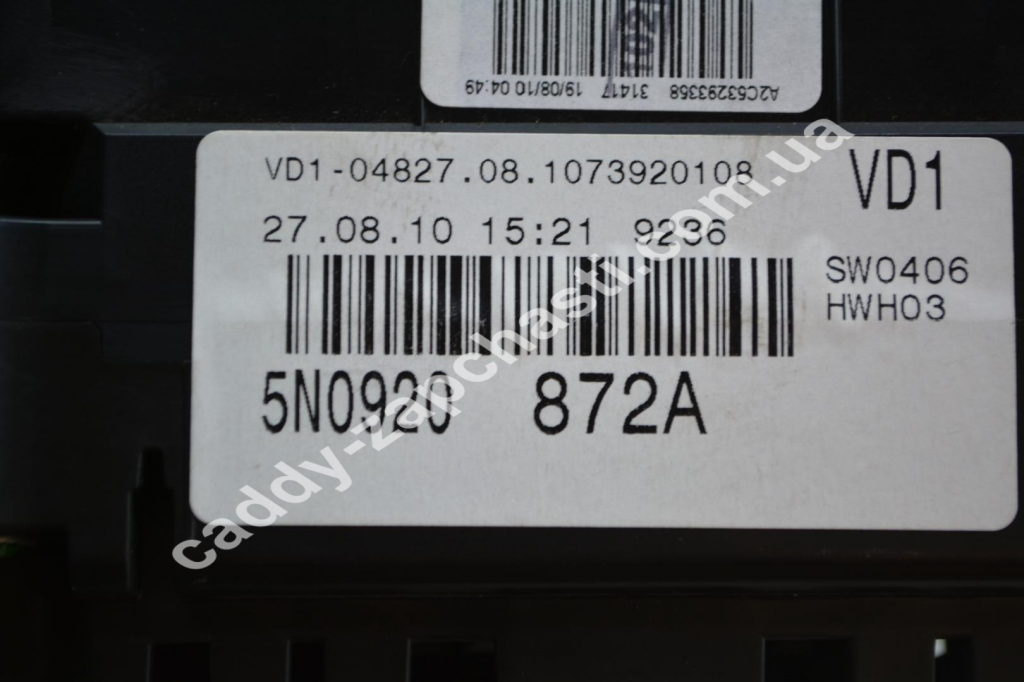 A2C53293358 31417 19/08/10 04:49
VD1-04827.08.1073920108
VD1
27.08.10 15:21 9236
SW0406
HWH03
5N0920 872A
caddy-zapchasti.com.ua